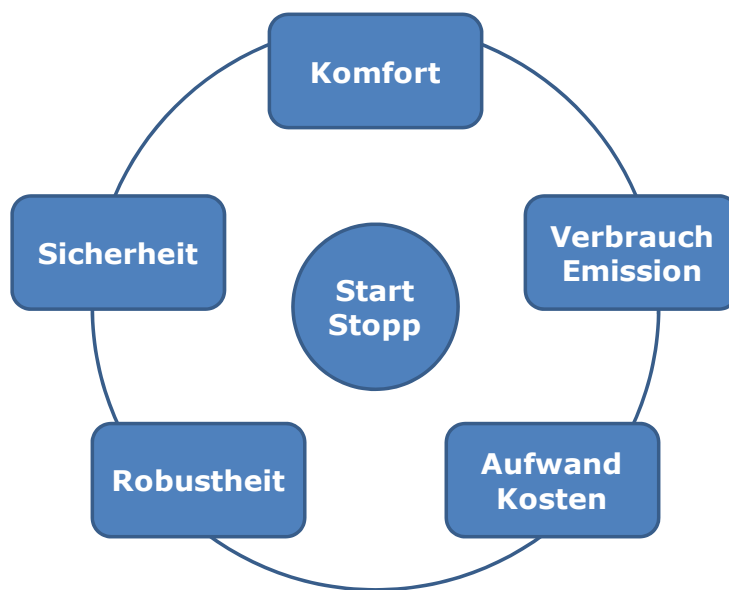 Komfort
Sicherheit
Verbrauch
Emission
Start
Stopp
Robustheit
Aufwand
Kosten